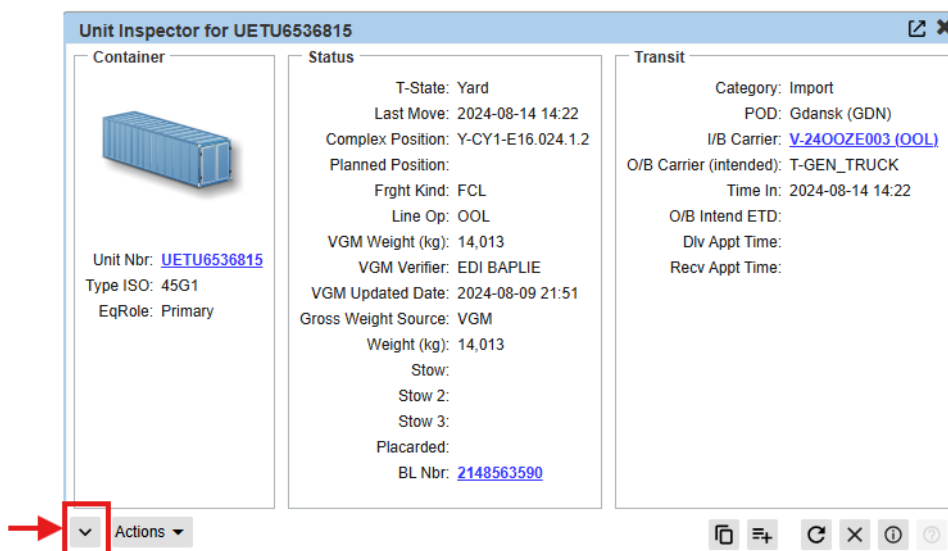 Unit Inspector for UETU6536815
Container
Unit Nbr: UETU6536815
Type ISO: 45G1
EqRole: Primary
Status
T-State: Yard
Last Move: 2024-08-14 14:22
Complex Position: Y-CY1-E16.024.1.2
Planned Position:
Frght Kind: FCL
Line Op: OOL
VGM Weight (kg): 14,013
VGM Verifier: EDI BAPLIE
VGM Updated Date: 2024-08-09 21:51
Gross Weight Source: VGM
Weight (kg): 14,013
Stow:
Stow 2:
Stow 3:
Placarded:
BL Nbr: 2148563590
Transit
Category: Import
POD: Gdansk (GDN)
I/B Carrier: V-24OOZE003 (OOL)
O/B Carrier (intended): T-GEN_TRUCK
Time In: 2024-08-14 14:22
O/B Intend ETD:
Dlv Appt Time:
Recv Appt Time:
Actions